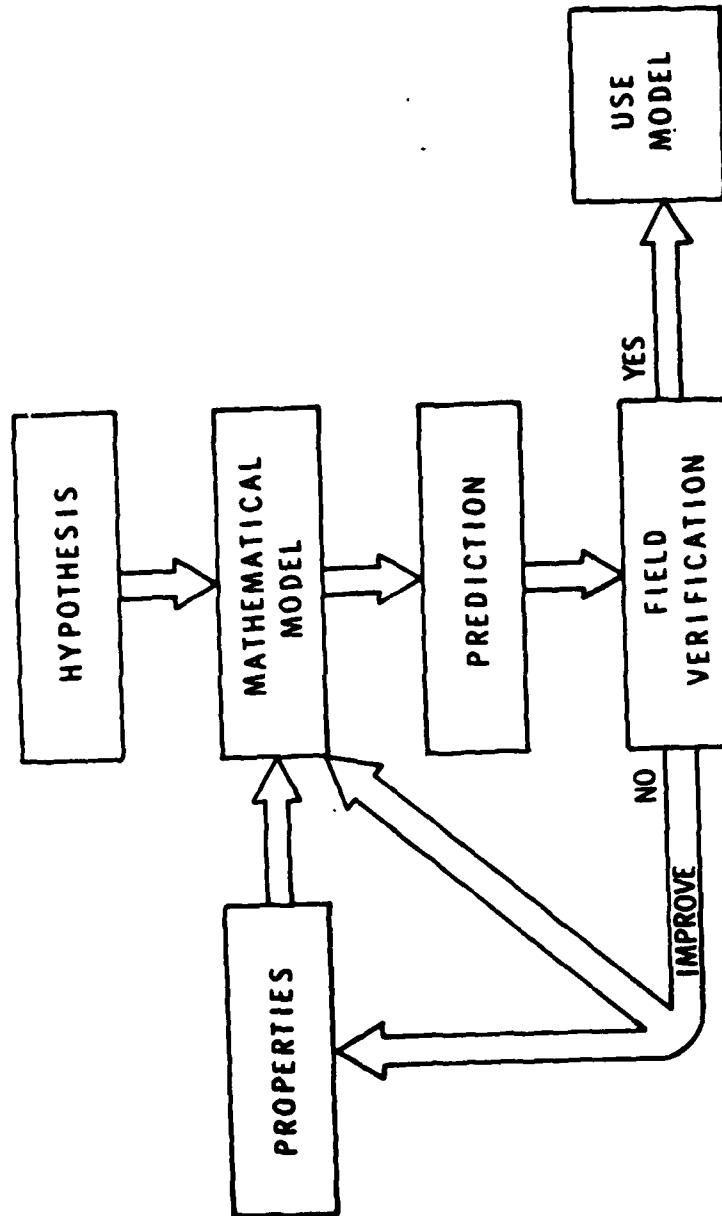 HYPOTHESIS
PROPERTIES
MATHEMATICAL
MODEL
PREDICTION
NO
IMPROVE
FIELD
VERIFICATION
YES
USE
MODEL